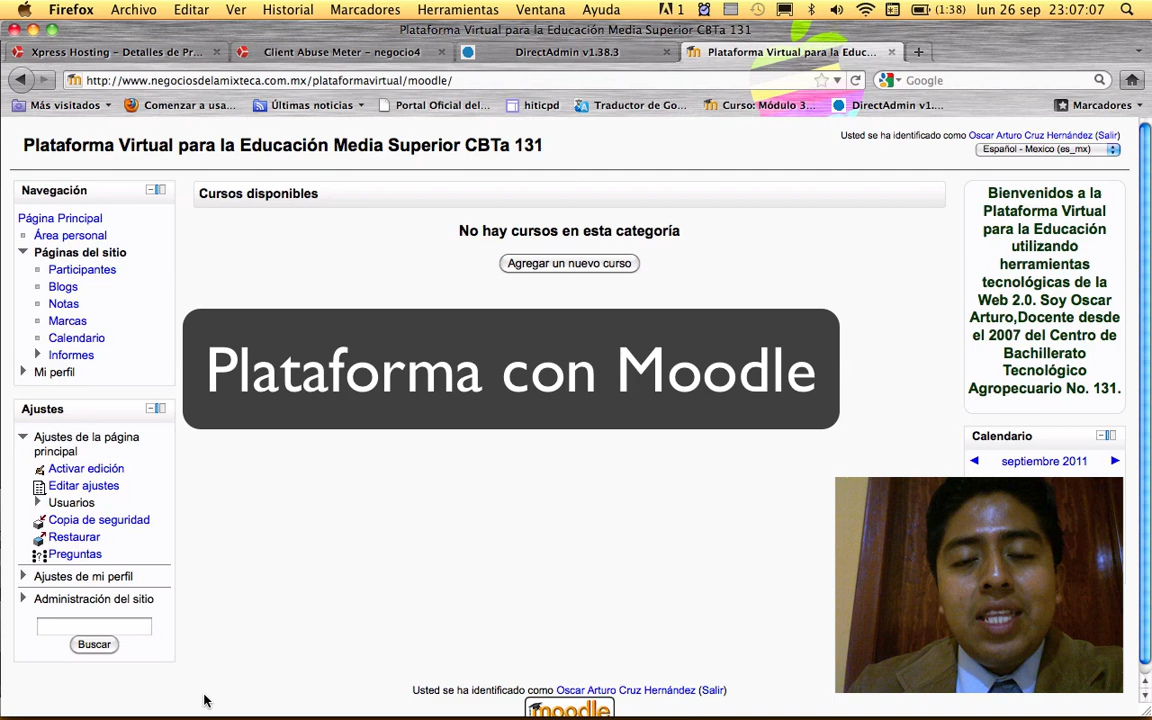 Firefox Archivo Editar Ver Historial Marcadores Herramientas Ventana Ayuda 1 (1:38) lun 26 sep 23:07:07
Plataforma Virtual para la Educación Media Superior CBTa 131
Xpress Hosting - Detalles de Pr... Client Abuse Meter - negocio4 DirectAdmin v1.38.3 Plataforma Virtual para la Educ...
http://www.negociosdelamixteca.com.mx/plataformavirtual/moodle/ Google
Más visitados Comenzar a usa... Últimas noticias Portal Oficial del... hiticpd Traductor de Go... Curso: Módulo 3... DirectAdmin v1.... Marcadores
Usted se ha identificado como Oscar Arturo Cruz Hernández (Salir)
Plataforma Virtual para la Educación Media Superior CBTa 131
Español - Mexico (es_mx)
Navegación
Página Principal
Área personal
Páginas del sitio
Participantes
Blogs
Notas
Marcas
Calendario
Informes
Mi perfil
Ajustes
Ajustes de la página
principal
Activar edición
Editar ajustes
Usuarios
Copia de seguridad
Restaurar
Preguntas
Ajustes de mi perfil
Administración del sitio
Buscar
Cursos disponibles
No hay cursos en esta categoría
Agregar un nuevo curso
Plataforma con Moodle
Bienvenidos a la
Plataforma Virtual
para la Educación
utilizando
herramientas
tecnológicas de la
Web 2.0. Soy Oscar
Arturo,Docente desde
el 2007 del Centro de
Bachillerato
Tecnológico
Agropecuario No. 131.
Calendario
septiembre 2011
Usted se ha identificado como Oscar Arturo Cruz Hernández (Salir)
moodle